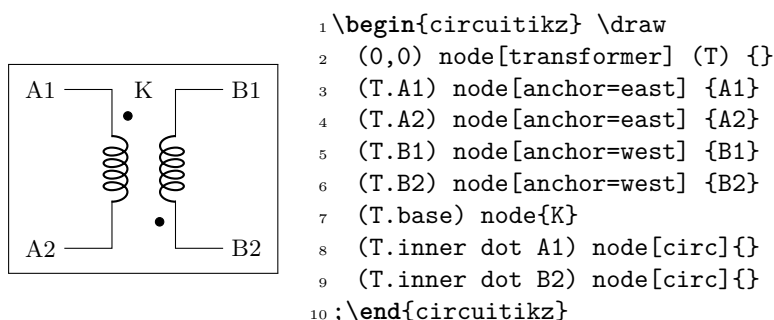 A1 K B1
A2 B2
1 \begin{circuitikz} \draw
2 (0,0) node[transformer] (T) {}
3 (T.A1) node[anchor=east] {A1}
4 (T.A2) node[anchor=east] {A2}
5 (T.B1) node[anchor=west] {B1}
6 (T.B2) node[anchor=west] {B2}
7 (T.base) node{K}
8 (T.inner dot A1) node[circ]{}
9 (T.inner dot B2) node[circ]{}
10 ;\end{circuitikz}